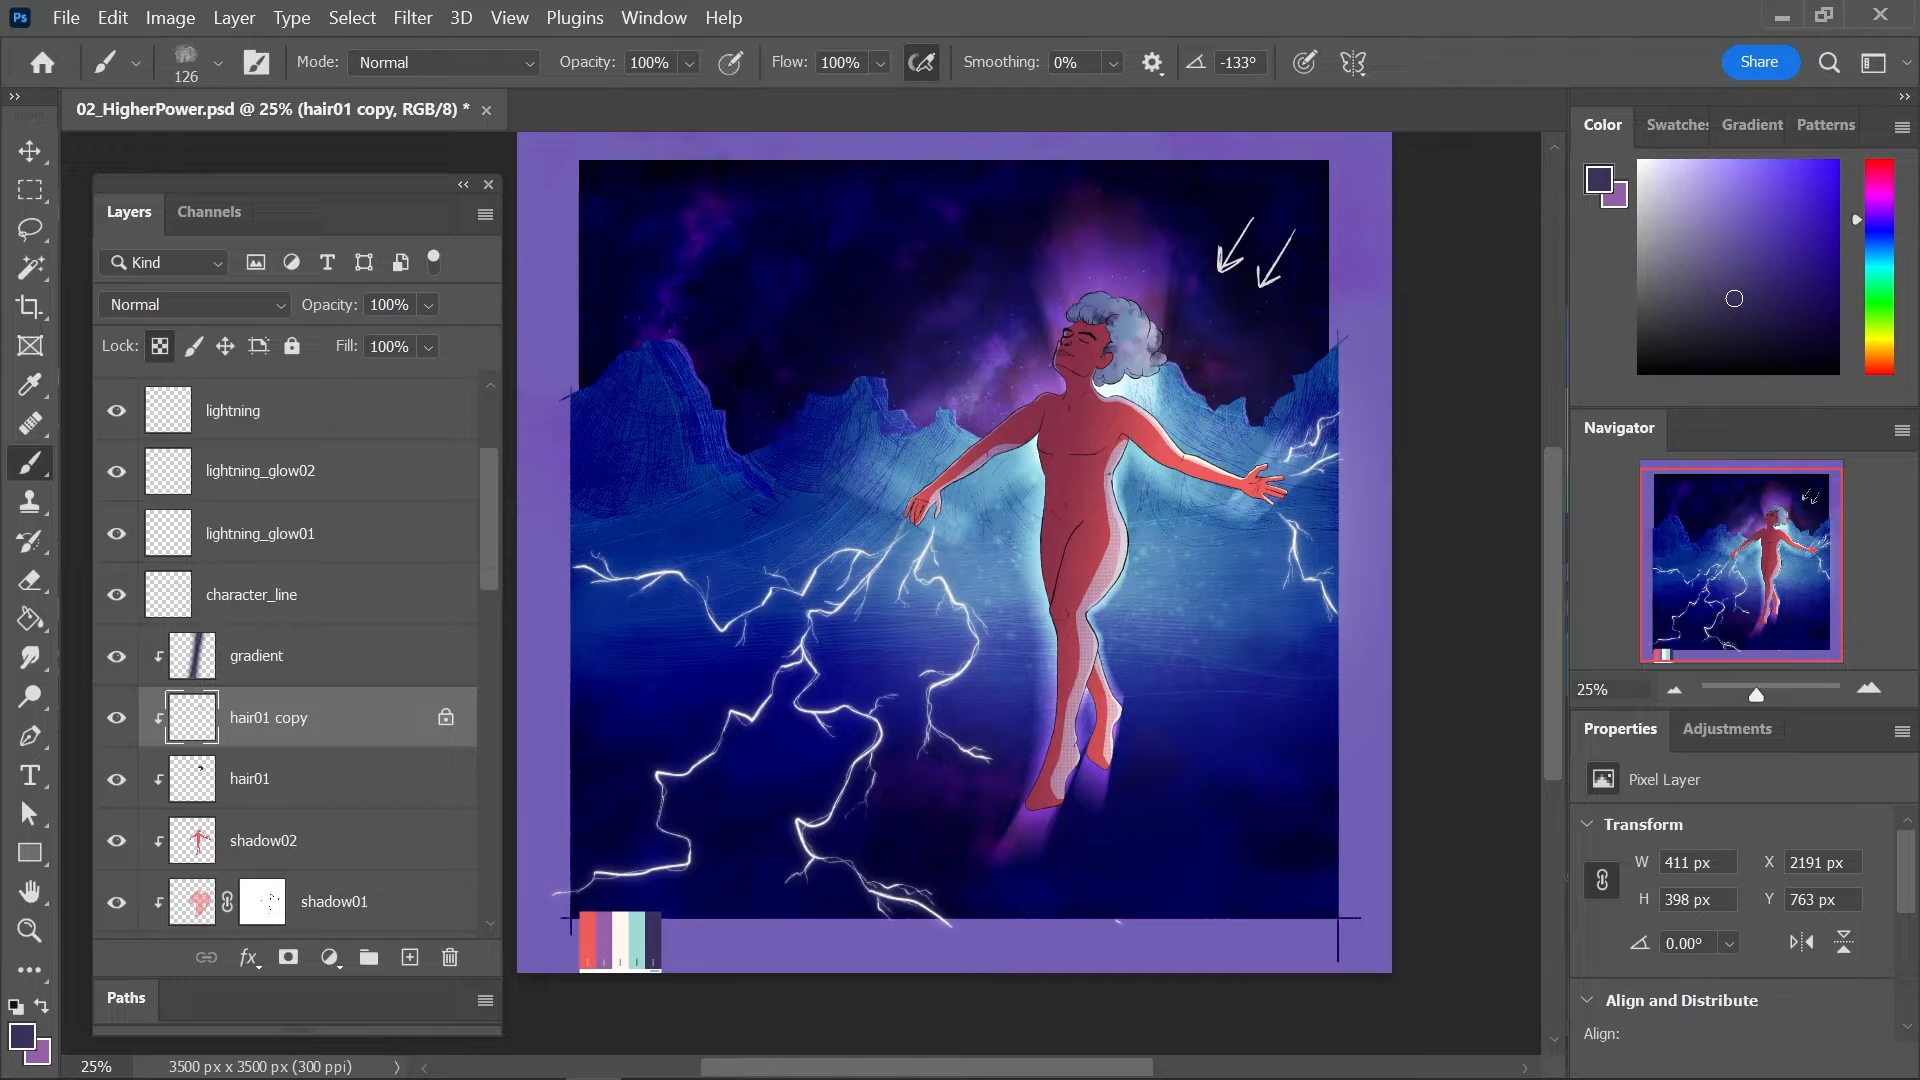 Ps File Edit Image Layer Type Select Filter 3D View Plugins Window Help
126 Mode: Normal Opacity: 100% Flow: 100% Smoothing: 0% -133° Share
02_HigherPower.psd @ 25% (hair01 copy, RGB/8) *
Layers Channels
Kind
Normal Opacity: 100%
Lock: Fill: 100%
lightning
lightning_glow02
lightning_glow01
character_line
gradient
hair01 copy
hair01
shadow02
shadow01
fx
Paths
25% 3500 px x 3500 px (300 ppi)
Color Swatches Gradient Patterns
Navigator
25%
Properties Adjustments
Pixel Layer
Transform
W 411 px X 2191 px
H 398 px Y 763 px
0.00°
Align and Distribute
Align: